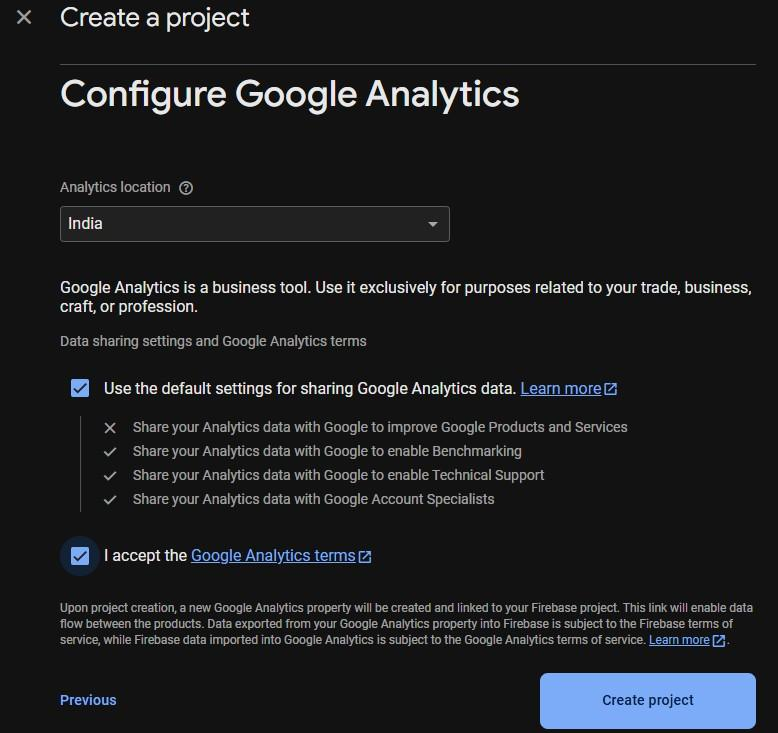 Create a project
Configure Google Analytics
Analytics location
India
Google Analytics is a business tool. Use it exclusively for purposes related to your trade, business,
craft, or profession.
Data sharing settings and Google Analytics terms
Use the default settings for sharing Google Analytics data. Learn more
Share your Analytics data with Google to improve Google Products and Services
Share your Analytics data with Google to enable Benchmarking
Share your Analytics data with Google to enable Technical Support
Share your Analytics data with Google Account Specialists
I accept the Google Analytics terms
Upon project creation, a new Google Analytics property will be created and linked to your Firebase project. This link will enable data
flow between the products. Data exported from your Google Analytics property into Firebase is subject to the Firebase terms of
service, while Firebase data imported into Google Analytics is subject to the Google Analytics terms of service. Learn more.
Previous
Create project